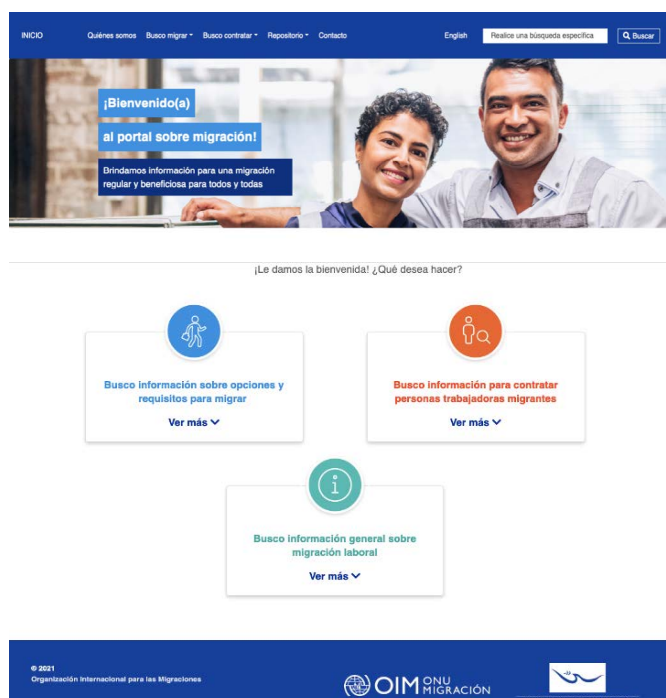 INICIO Quiénes somos Busco migrar Busco contratar Repositorio Contacto English Realice una búsqueda específica Buscar
¡Bienvenido(a)
al portal sobre migración!
Brindamos información para una migración
regular y beneficiosa para todos y todas
¡Le damos la bienvenida! ¿Qué desea hacer?
Busco información sobre opciones y
requisitos para migrar
Ver más
Busco información para contratar
personas trabajadoras migrantes
Ver más
Busco información general sobre
migración laboral
Ver más
© 2021
Organización Internacional para las Migraciones
OIM ONU
MIGRACIÓN